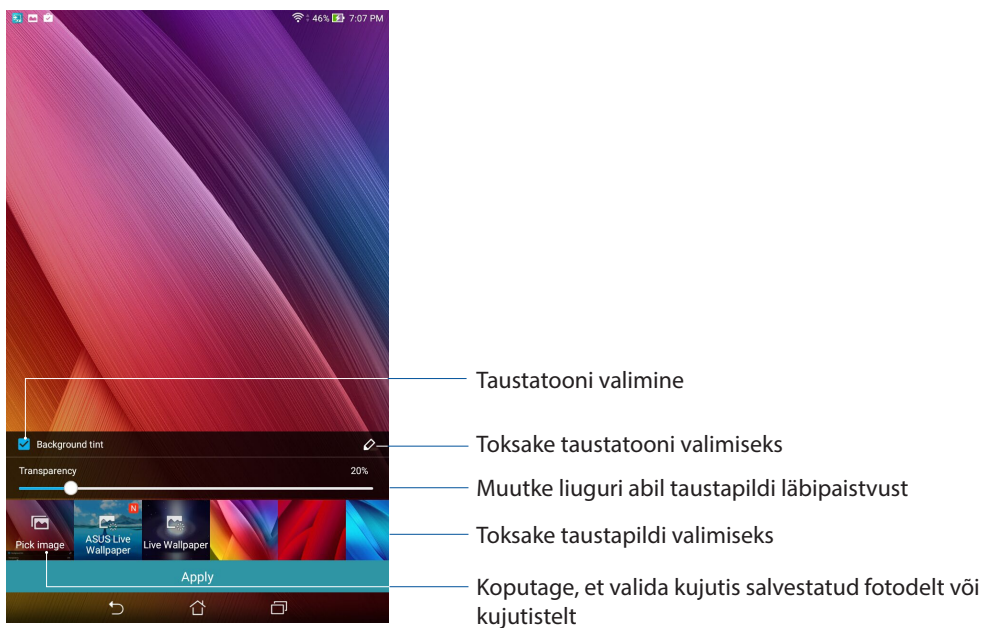 46% 7:07 PM
Taustatooni valimine
Background tint
Toksake taustatooni valimiseks
Transparency 20%
Muutke liuguri abil taustapildi läbipaistvust
N
Pick image
ASUS Live
Wallpaper
Live Wallpaper
Toksake taustapildi valimiseks
Apply
Koputage, et valida kujutis salvestatud fotodelt või
kujutistelt